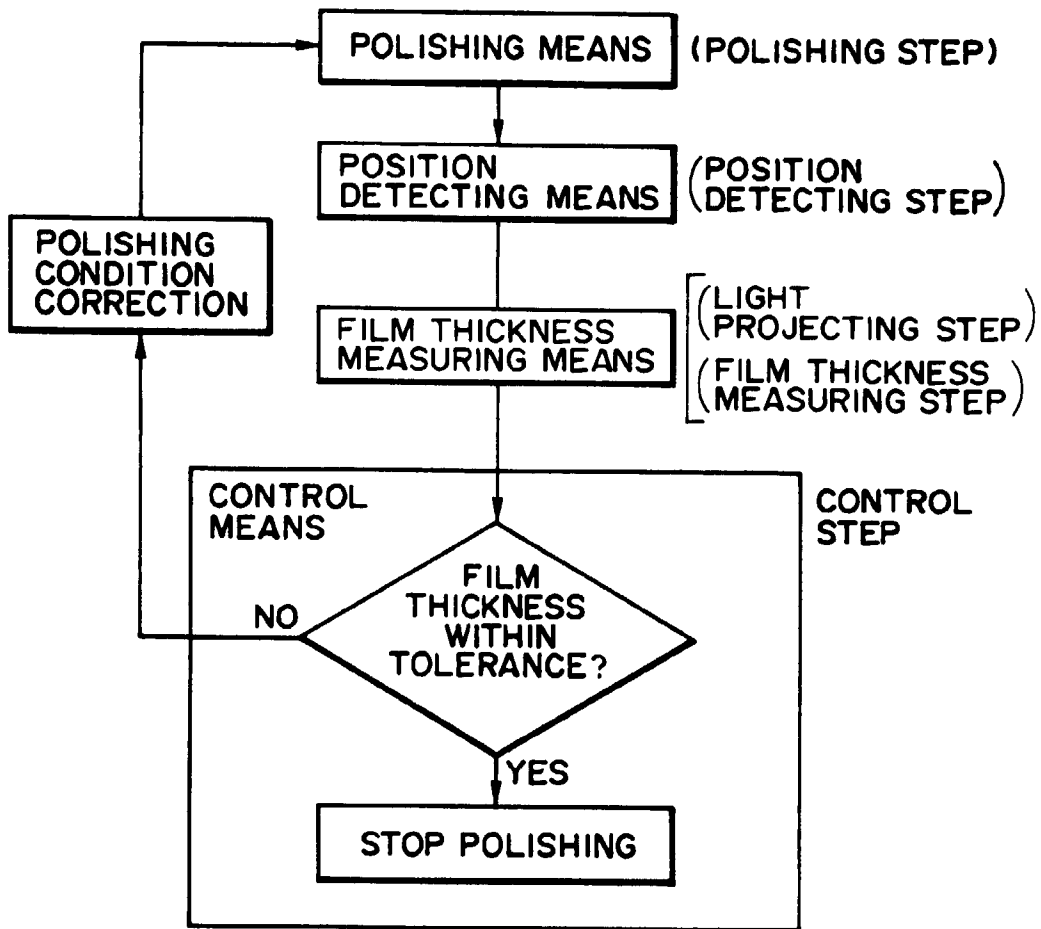 POLISHING MEANS
(POLISHING STEP)
POSITION
DETECTING MEANS
(POSITION
DETECTING STEP)
POLISHING
CONDITION
CORRECTION
FILM THICKNESS
MEASURING MEANS
(LIGHT
PROJECTING STEP)
(FILM THICKNESS
MEASURING STEP)
CONTROL
MEANS
CONTROL
STEP
FILM
THICKNESS
WITHIN
TOLERANCE?
NO
YES
STOP POLISHING